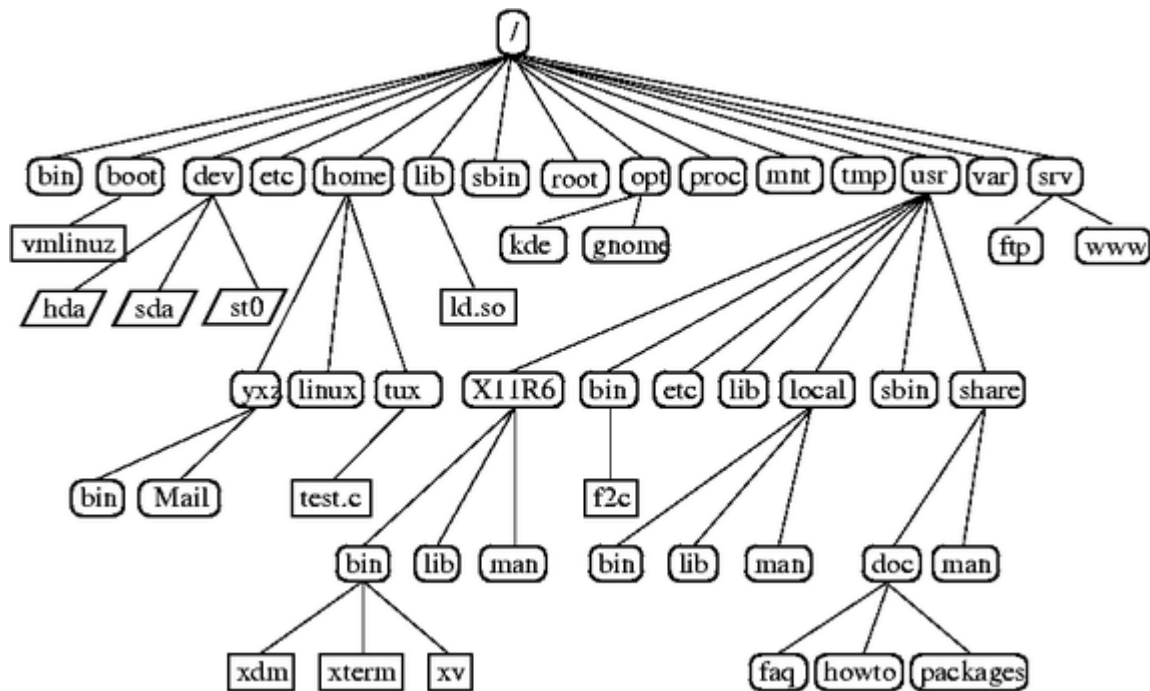 /
bin boot dev etc home lib sbin root opt proc mnt tmp usr var srv
vmlinuz kde gnome ftp www
hda sda st0 ld.so
yxz linux tux X11R6 bin etc lib local sbin share
bin Mail test.c f2c
bin lib man bin lib man doc man
xdm xterm xv faq howto packages